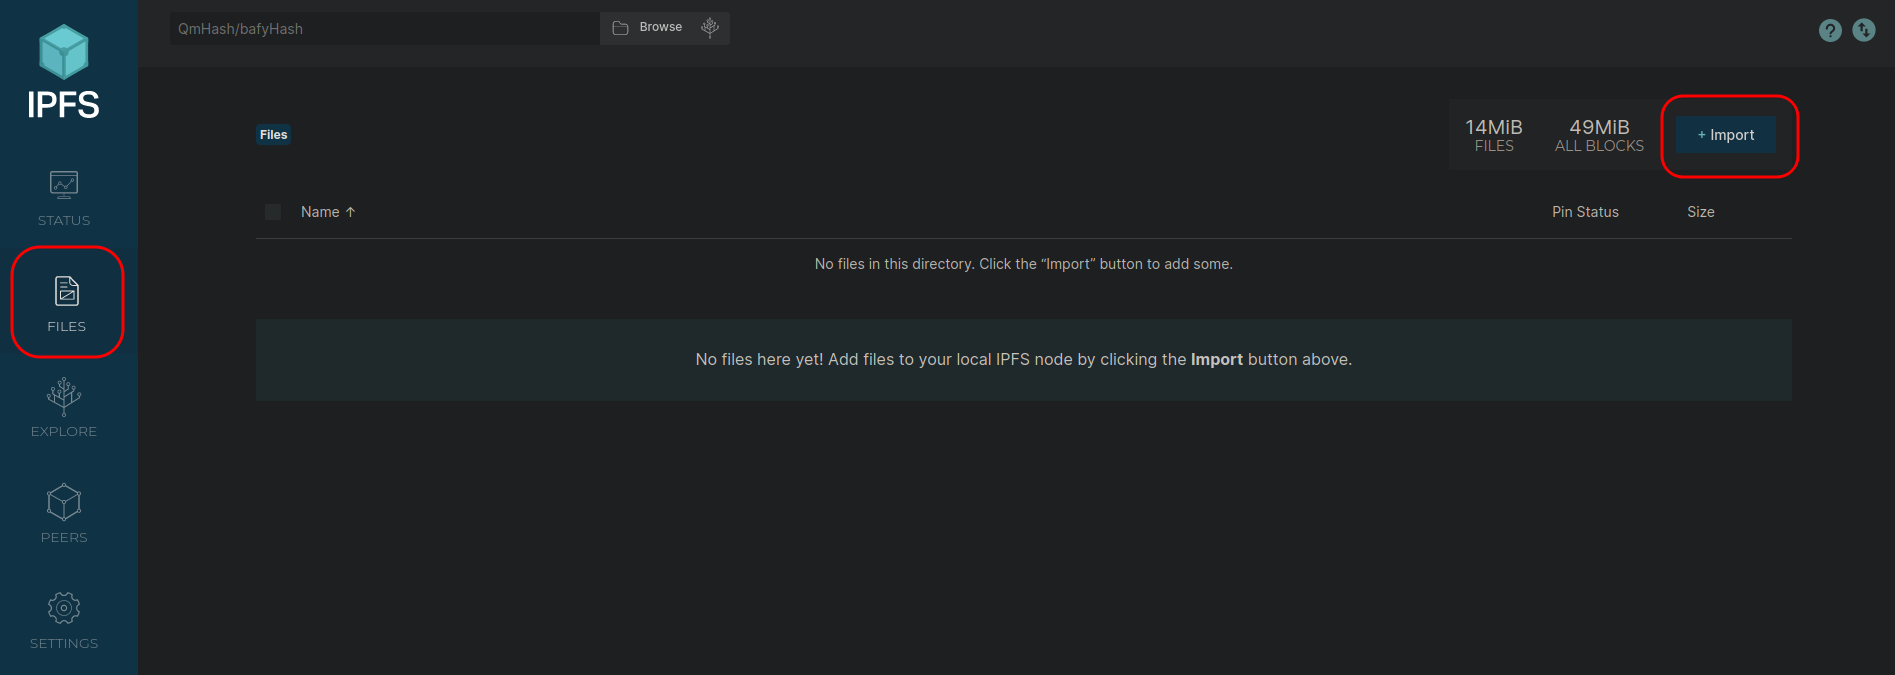 IPFS
STATUS
FILES
EXPLORE
PEERS
SETTINGS
QmHash/bafyHash
Browse
?
Files
14MiB
FILES
49MiB
ALL BLOCKS
+ Import
Name ↑
Pin Status
Size
No files in this directory. Click the “Import” button to add some.
No files here yet! Add files to your local IPFS node by clicking the Import button above.